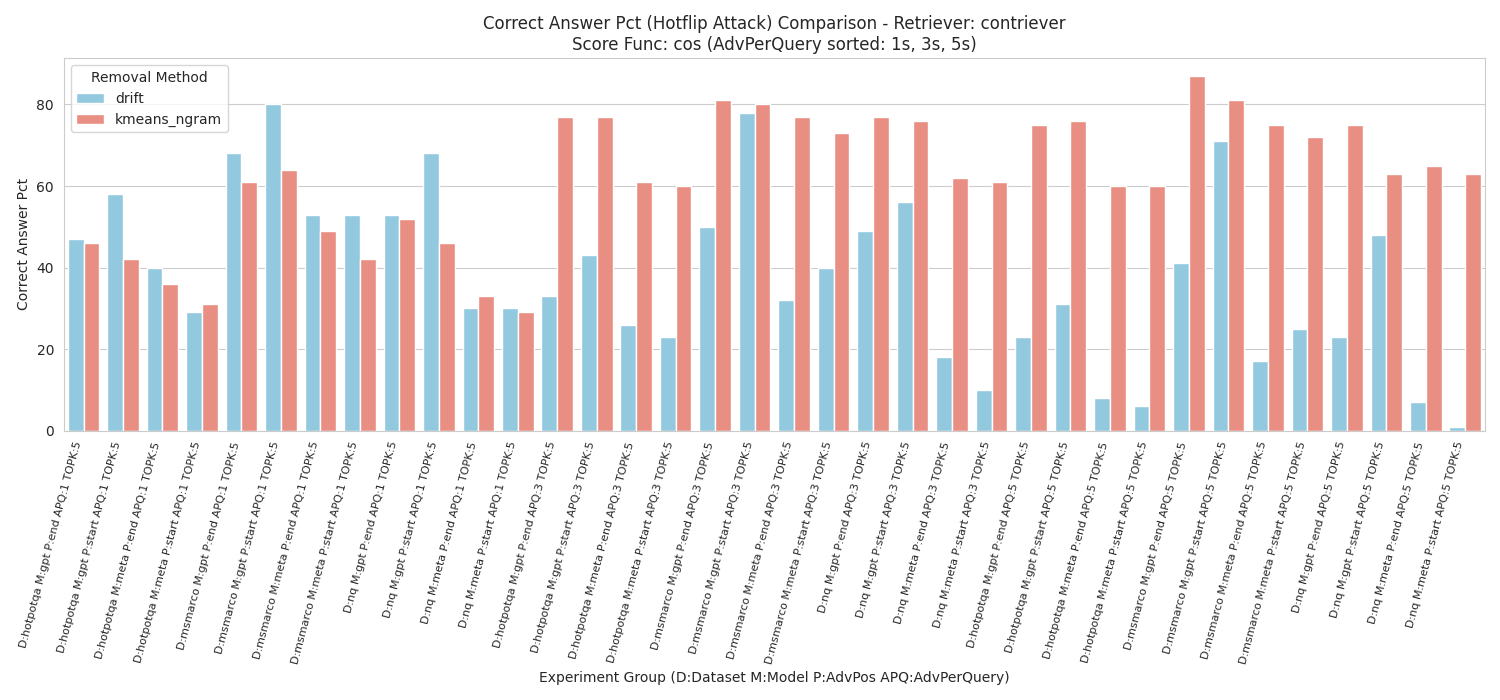 Correct Answer Pct (Hotflip Attack) Comparison - Retriever: contriever
Score Func: cos (AdvPerQuery sorted: 1s, 3s, 5s)
Removal Method
drift
kmeans_ngram
Correct Answer Pct
80
60
40
20
0
D:hotpotqa M:gpt P:end APQ:1 TOPK:5
D:hotpotqa M:gpt P:start APQ:1 TOPK:5
D:hotpotqa M:meta P:end APQ:1 TOPK:5
D:hotpotqa M:meta P:start APQ:1 TOPK:5
D:msmarco M:gpt P:end APQ:1 TOPK:5
D:msmarco M:gpt P:start APQ:1 TOPK:5
D:msmarco M:meta P:end APQ:1 TOPK:5
D:msmarco M:meta P:start APQ:1 TOPK:5
D:nq M:gpt P:end APQ:1 TOPK:5
D:nq M:gpt P:start APQ:1 TOPK:5
D:nq M:meta P:end APQ:1 TOPK:5
D:nq M:meta P:start APQ:1 TOPK:5
D:hotpotqa M:gpt P:end APQ:3 TOPK:5
D:hotpotqa M:gpt P:start APQ:3 TOPK:5
D:hotpotqa M:meta P:end APQ:3 TOPK:5
D:hotpotqa M:meta P:start APQ:3 TOPK:5
D:msmarco M:gpt P:end APQ:3 TOPK:5
D:msmarco M:gpt P:start APQ:3 TOPK:5
D:msmarco M:meta P:end APQ:3 TOPK:5
D:msmarco M:meta P:start APQ:3 TOPK:5
D:nq M:gpt P:end APQ:3 TOPK:5
D:nq M:gpt P:start APQ:3 TOPK:5
D:nq M:meta P:end APQ:3 TOPK:5
D:nq M:meta P:start APQ:3 TOPK:5
D:hotpotqa M:gpt P:end APQ:5 TOPK:5
D:hotpotqa M:gpt P:start APQ:5 TOPK:5
D:hotpotqa M:meta P:end APQ:5 TOPK:5
D:hotpotqa M:meta P:start APQ:5 TOPK:5
D:msmarco M:gpt P:end APQ:5 TOPK:5
D:msmarco M:gpt P:start APQ:5 TOPK:5
D:msmarco M:meta P:end APQ:5 TOPK:5
D:msmarco M:meta P:start APQ:5 TOPK:5
D:nq M:gpt P:end APQ:5 TOPK:5
D:nq M:gpt P:start APQ:5 TOPK:5
D:nq M:meta P:end APQ:5 TOPK:5
D:nq M:meta P:start APQ:5 TOPK:5
Experiment Group (D:Dataset M:Model P:AdvPos APQ:AdvPerQuery)